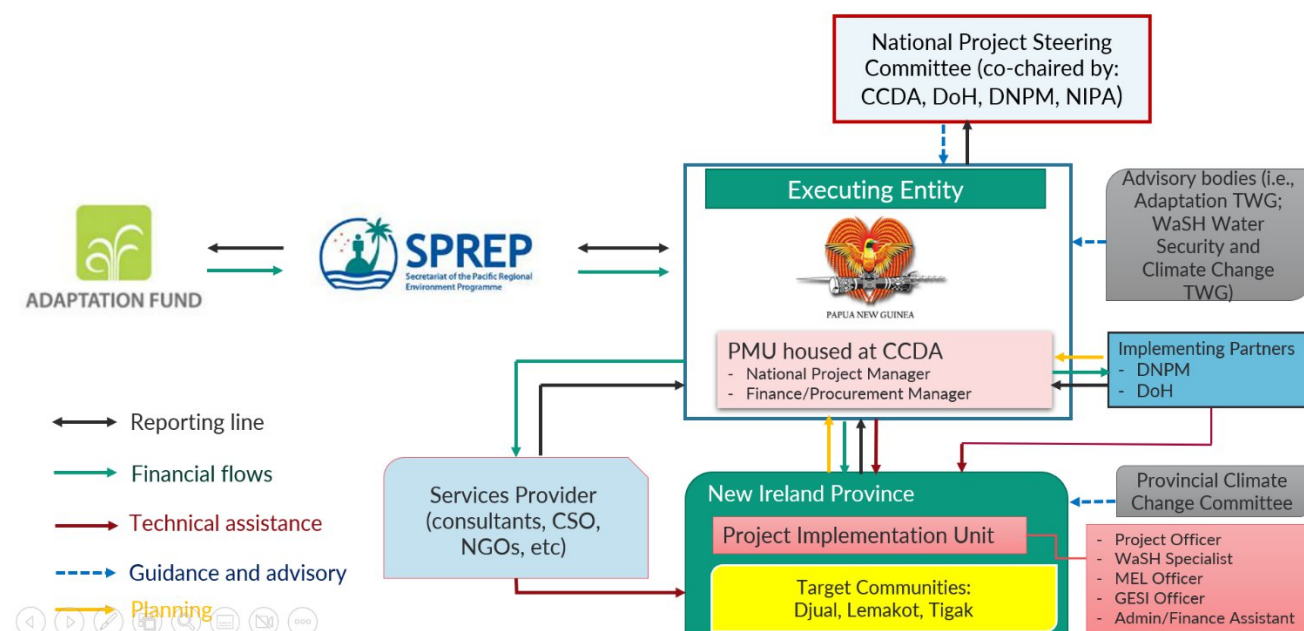 National Project Steering
Committee (co-chaired by:
CCDA, DoH, DNPM, NIPA)
Executing Entity
PAPUA NEW GUINEA
PMU housed at CCDA
- National Project Manager
- Finance/Procurement Manager
Advisory bodies (i.e.,
Adaptation TWG;
WaSH Water
Security and
Climate Change
TWG)
ADAPTATION FUND
SPREP
Secretariat of the Pacific Regional
Environment Programme
Implementing Partners
- DNPM
- DoH
Reporting line
Financial flows
Technical assistance
Guidance and advisory
Planning
Services Provider
(consultants, CSO,
NGOs, etc)
New Ireland Province
Project Implementation Unit
Target Communities:
Djual, Lemakot, Tigak
Provincial Climate
Change Committee
- Project Officer
- WaSH Specialist
- MEL Officer
- GESI Officer
- Admin/Finance Assistant